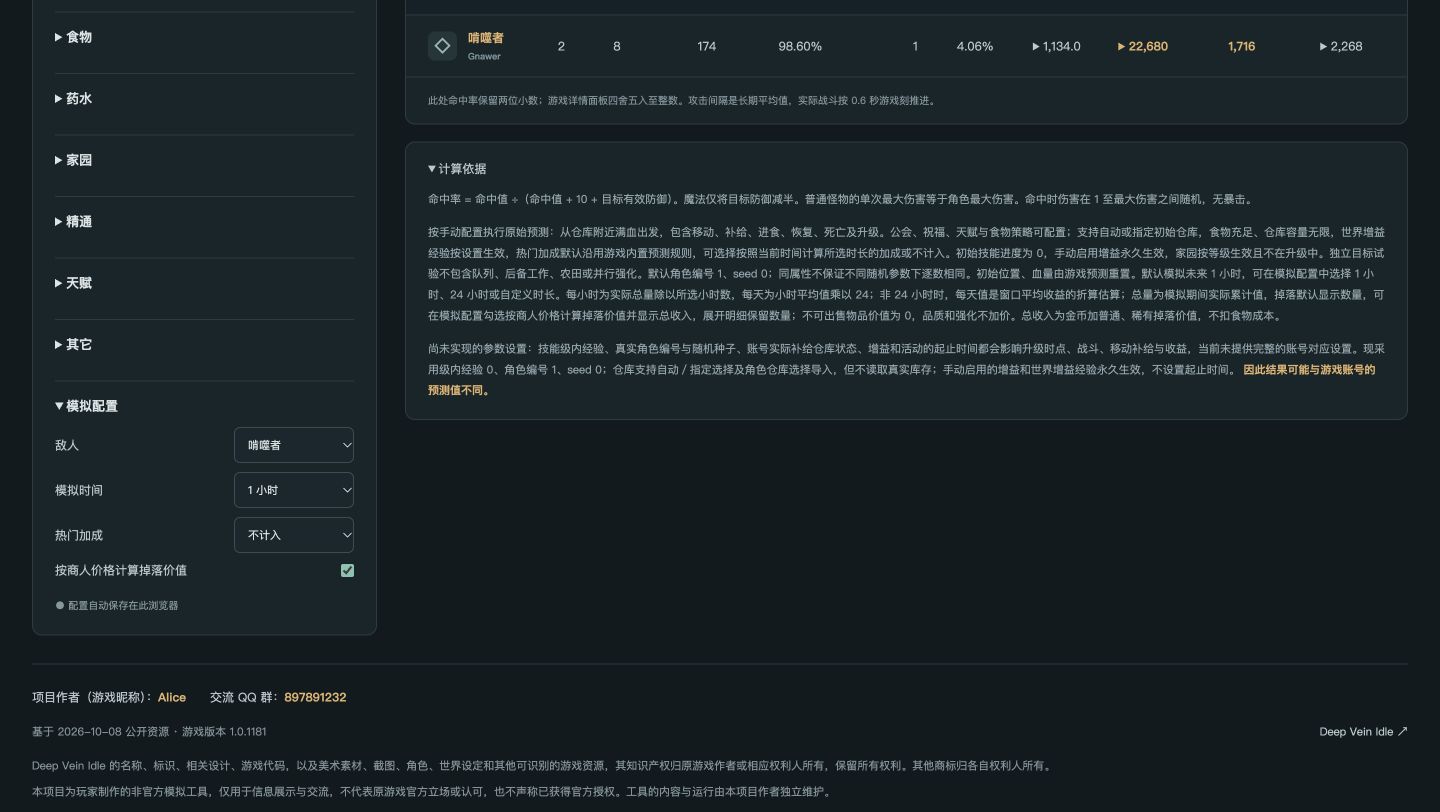 食物
药水
家园
精通
天赋
其它
模拟配置
敌人 啃噬者
模拟时间 1 小时
热门加成 不计入
按商人价格计算掉落价值
配置自动保存在此浏览器
啃噬者 2 8 174 98.60% 1 4.06% 1,134.0 22,680 1,716 2,268
Gnawer
此处命中率保留两位小数；游戏详情面板四舍五入至整数。攻击间隔是长期平均值，实际战斗按 0.6 秒游戏刻推进。
计算依据
命中率 = 命中值 ÷（命中值 + 10 + 目标有效防御）。魔法仅将目标防御减半。普通怪物的单次最大伤害等于角色最大伤害。命中时伤害在 1 至最大伤害之间随机，无暴击。
按手动配置执行原始预测：从仓库附近满血出发，包含移动、补给、进食、恢复、死亡及升级。公会、祝福、天赋与食物策略可配置；支持自动或指定初始仓库，食物充足、仓库容量无限，世界增益
经验按设置生效，热门加成默认沿用游戏内置预测规则，可选择按照当前时间计算所选时长的加成或不计入。初始技能进度为 0，手动启用增益永久生效，家园按等级生效且不在升级中。独立目标试
验不包含队列、后备工作、农田或并行强化。默认角色编号 1、seed 0；同属性不保证不同随机参数下逐数相同。初始位置、血量由游戏预测重置。默认模拟未来 1 小时，可在模拟配置中选择 1 小
时、24 小时或自定义时长。每小时为实际总量除以所选小时数，每天为小时平均值乘以 24；非 24 小时时，每天值是窗口平均收益的折算估算；总量为模拟期间实际累计值，掉落默认显示数量，可
在模拟配置勾选按商人价格计算掉落价值并显示总收入，展开明细保留数量；不可出售物品价值为 0，品质和强化不加价。总收入为金币加普通、稀有掉落价值，不扣食物成本。
尚未实现的参数设置：技能级内经验、真实角色编号与随机种子、账号实际补给仓库状态、增益和活动的起止时间都会影响升级时点、战斗、移动补给与收益，当前未提供完整的账号对应设置。现采
用级内经验 0、角色编号 1、seed 0；仓库支持自动 / 指定选择及角色仓库选择导入，但不读取真实库存；手动启用的增益和世界增益经验永久生效，不设置起止时间。 因此结果可能与游戏账号的
预测值不同。
项目作者（游戏昵称）：Alice 交流 QQ 群：897891232
基于 2026-10-08 公开资源 · 游戏版本 1.0.1181
Deep Vein Idle ↗
Deep Vein Idle 的名称、标识、相关设计、游戏代码，以及美术素材、截图、角色、世界设定和其他可识别的游戏资源，其知识产权归原游戏作者或相应权利人所有，保留所有权利。其他商标归各自权利人所有。
本项目为玩家制作的非官方模拟工具，仅用于信息展示与交流，不代表原游戏官方立场或认可，也不声称已获得官方授权。工具的内容与运行由本项目作者独立维护。